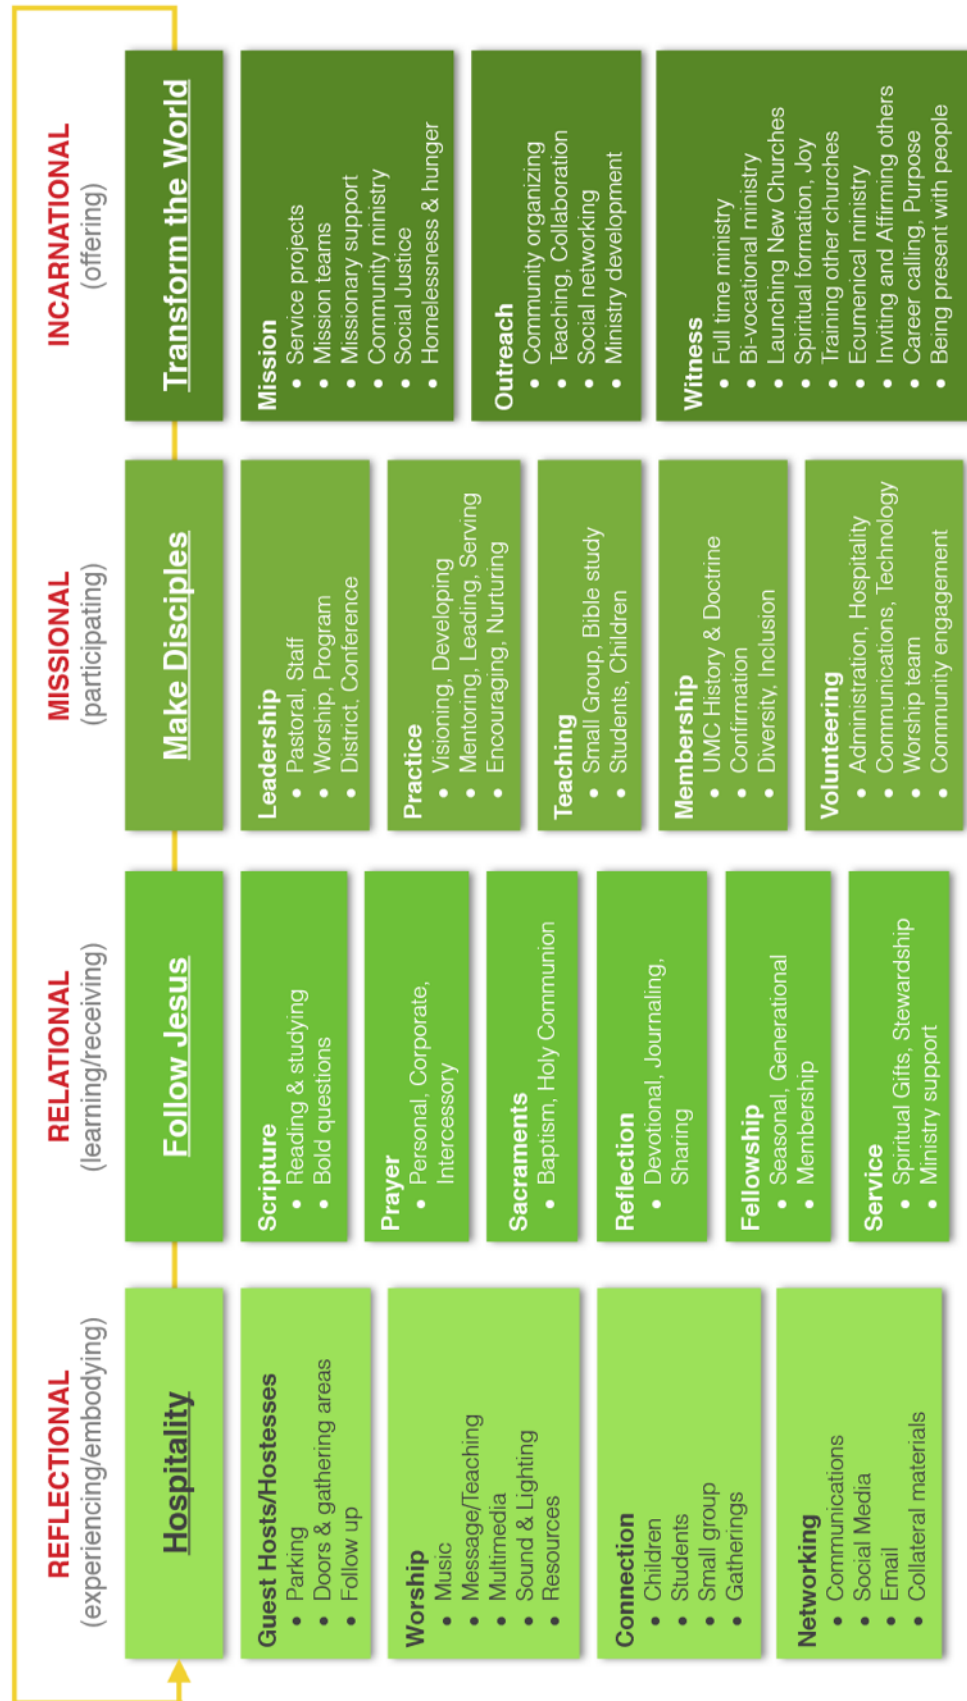 REFLECTIONAL
(experiencing/embodying)
Hospitality
Guest Hosts/Hostesses
• Parking
• Doors & gathering areas
• Follow up
Worship
• Music
• Message/Teaching
• Multimedia
• Sound & Lighting
• Resources
Connection
• Children
• Students
• Small group
• Gatherings
Networking
• Communications
• Social Media
• Email
• Collateral materials
RELATIONAL
(learning/receiving)
Follow Jesus
Scripture
• Reading & studying
• Bold questions
Prayer
• Personal, Corporate,
Intercessory
Sacraments
• Baptism, Holy Communion
Reflection
• Devotional, Journaling,
Sharing
Fellowship
• Seasonal, Generational
• Membership
Service
• Spiritual Gifts, Stewardship
• Ministry support
MISSIONAL
(participating)
Make Disciples
Leadership
• Pastoral, Staff
• Worship, Program
• District, Conference
Practice
• Visioning, Developing
• Mentoring, Leading, Serving
• Encouraging, Nurturing
Teaching
• Small Group, Bible study
• Students, Children
Membership
• UMC History & Doctrine
• Confirmation
• Diversity, Inclusion
Volunteering
• Administration, Hospitality
• Communications, Technology
• Worship team
• Community engagement
INCARNATIONAL
(offering)
Transform the World
Mission
• Service projects
• Mission teams
• Missionary support
• Community ministry
• Social Justice
• Homelessness & hunger
Outreach
• Community organizing
• Teaching, Collaboration
• Social networking
• Ministry development
Witness
• Full time ministry
• Bi-vocational ministry
• Launching New Churches
• Spiritual formation, Joy
• Training other churches
• Ecumenical ministry
• Inviting and Affirming others
• Career calling, Purpose
• Being present with people